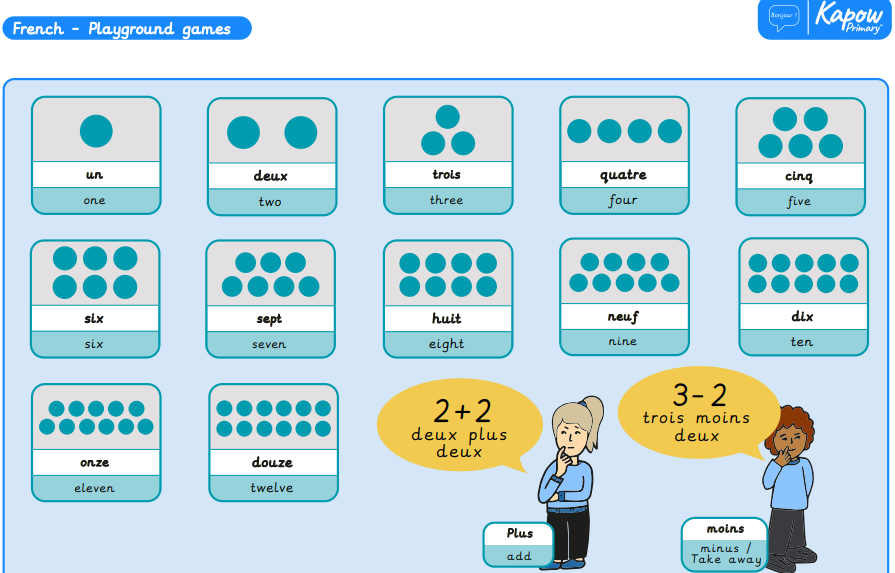 French - Playground games
Bonjour !
Kapow
Primary
un
one
deux
two
trois
three
quatre
four
cinq
five
six
six
sept
seven
huit
eight
neuf
nine
dix
ten
onze
eleven
douze
twelve
2+2
deux plus
deux
3-2
trois moins
deux
Plus
add
moins
minus /
Take away